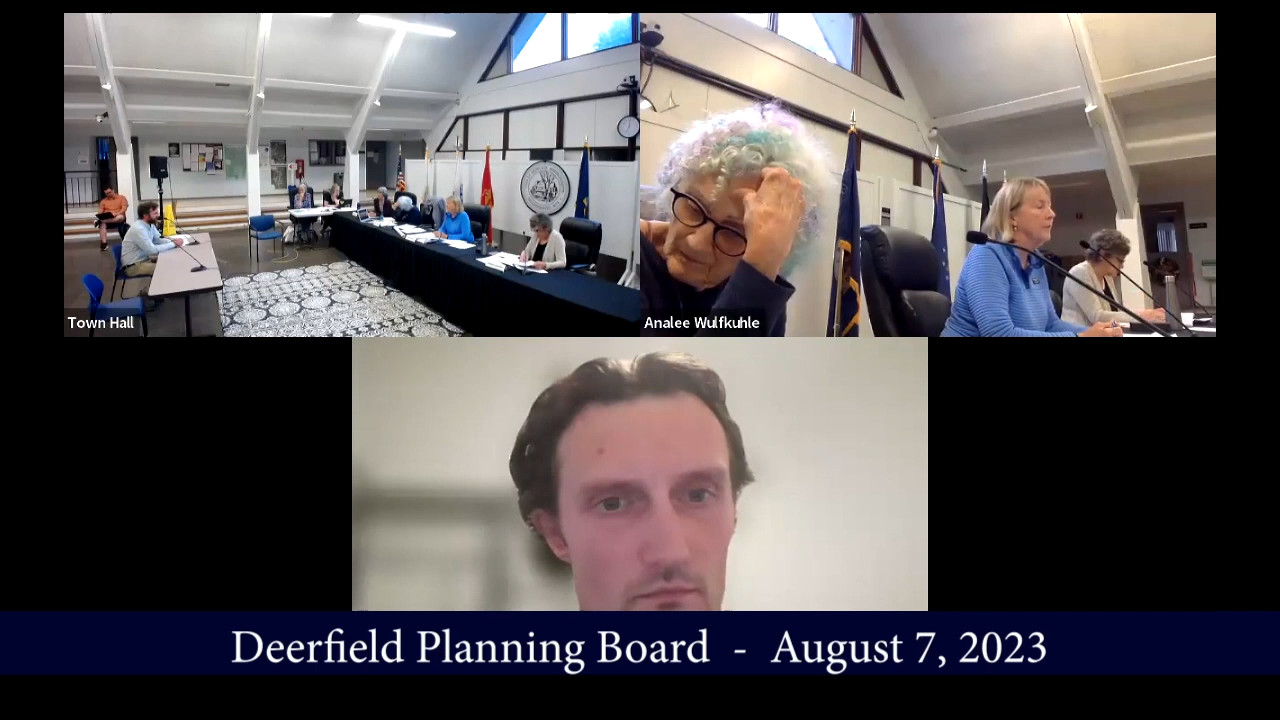 Town Hall
Analee Wulfkuhle
Deerfield Planning Board - August 7, 2023